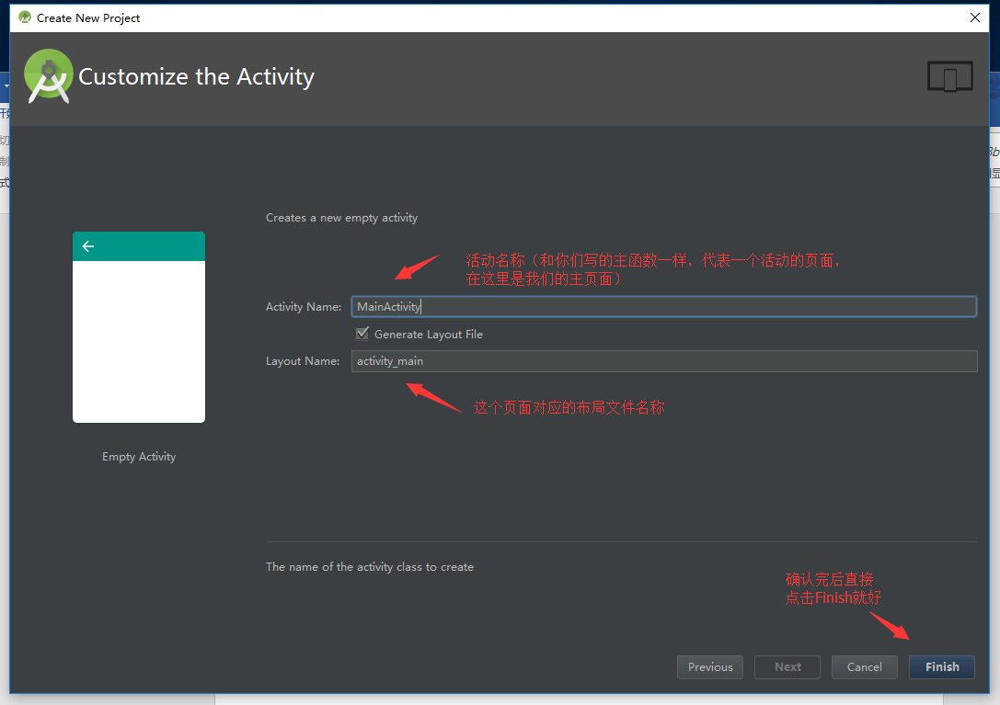 Create New Project
Customize the Activity
Creates a new empty activity
活动名称（和你们写的主函数一样，代表一个活动的页面，
在这里是我们的主页面）
Activity Name:
MainActivity
Generate Layout File
Layout Name:
activity_main
这个页面对应的布局文件名称
Empty Activity
The name of the activity class to create
确认完后直接
点击Finish就好
Previous
Next
Cancel
Finish